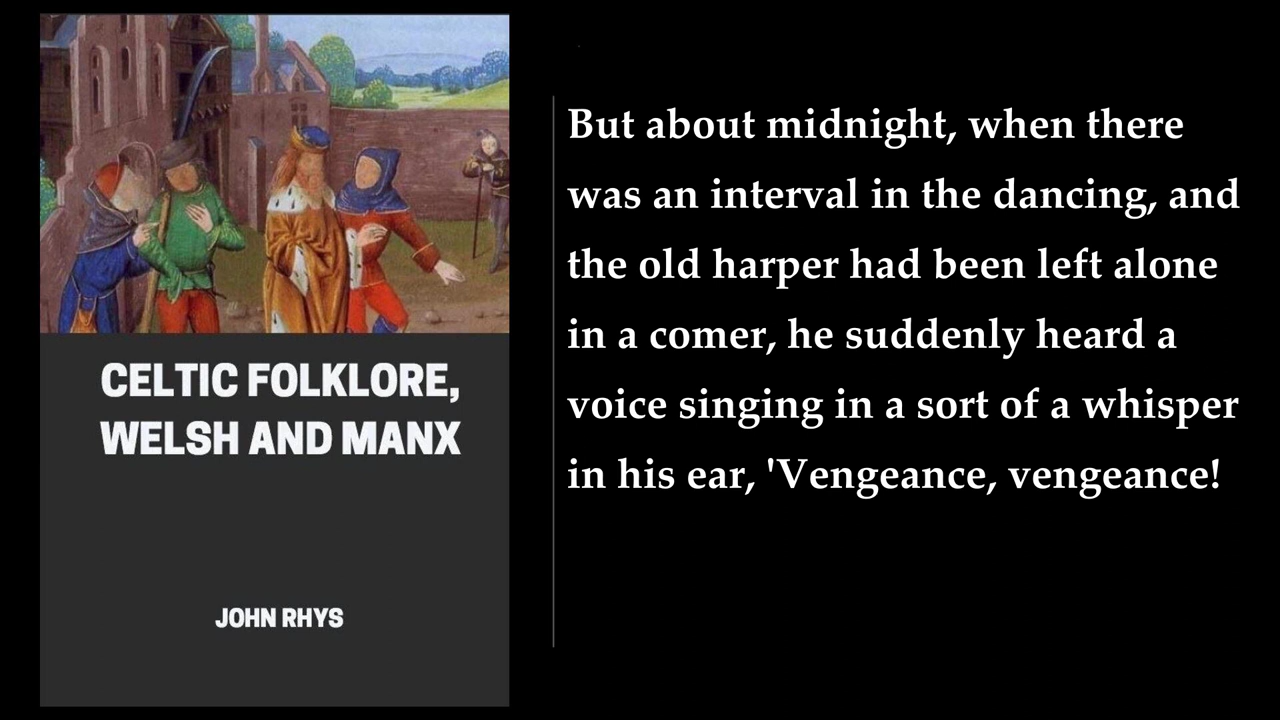 CELTIC FOLKLORE,
WELSH AND MANX
JOHN RHYS
But about midnight, when there
was an interval in the dancing, and
the old harper had been left alone
in a comer, he suddenly heard a
voice singing in a sort of a whisper
in his ear, 'Vengeance, vengeance!